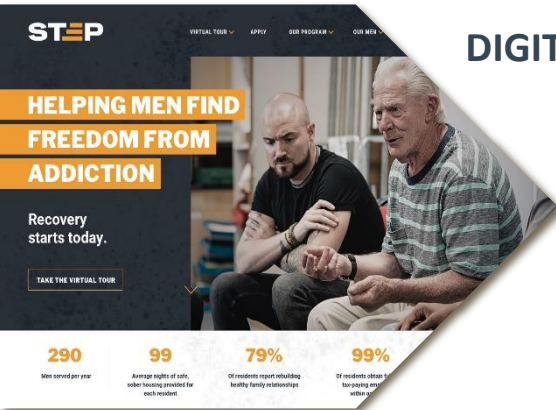 STEP
VIRTUAL TOUR APPLY OUR PROGRAM OUR MEN
DIGIT
HELPING MEN FIND
FREEDOM FROM
ADDICTION
Recovery
starts today.
TAKE THE VIRTUAL TOUR
290
Men served per year
99
Average nights of safe,
sober housing provided for
each resident
79%
Of residents report rebuilding
healthy family relationships
99%
Of residents obtain
tax-paying
within